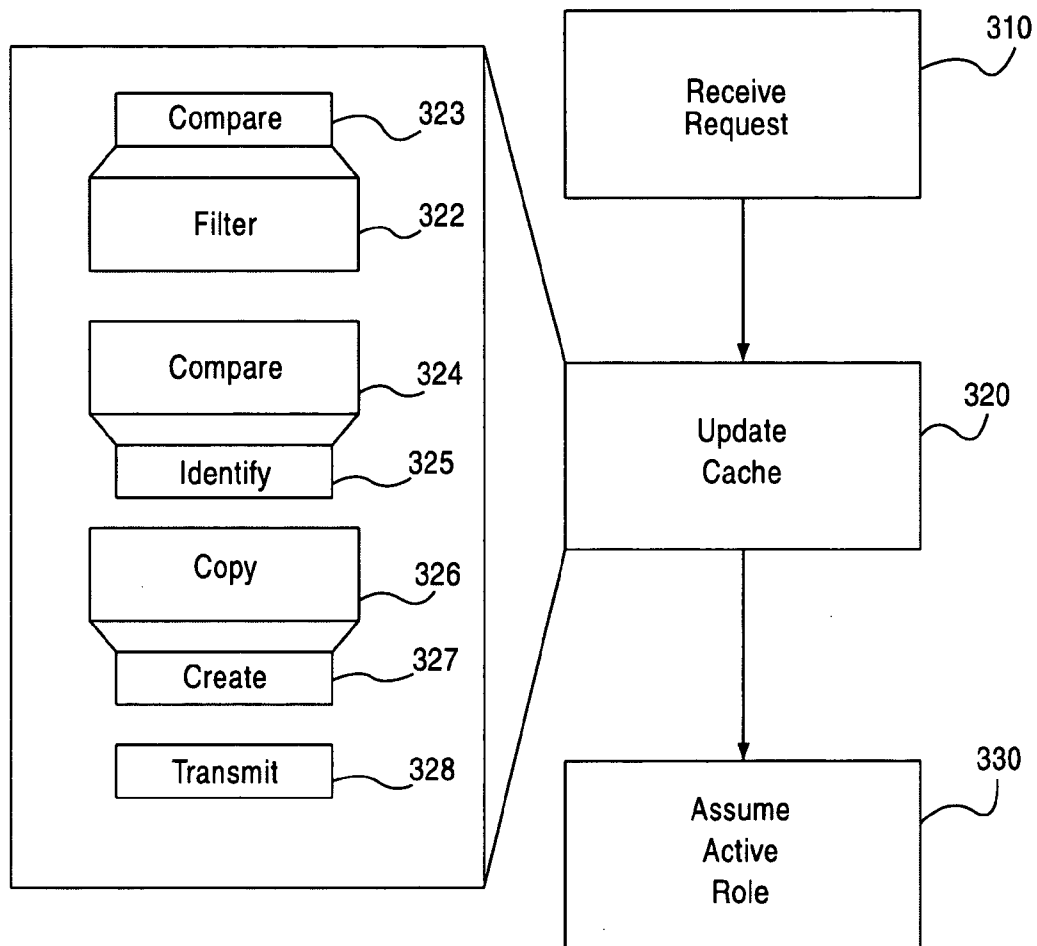 Compare
323
Filter
322
Compare
324
Identify
325
Copy
326
Create
327
Transmit
328
310
Receive
Request
320
Update
Cache
330
Assume
Active
Role